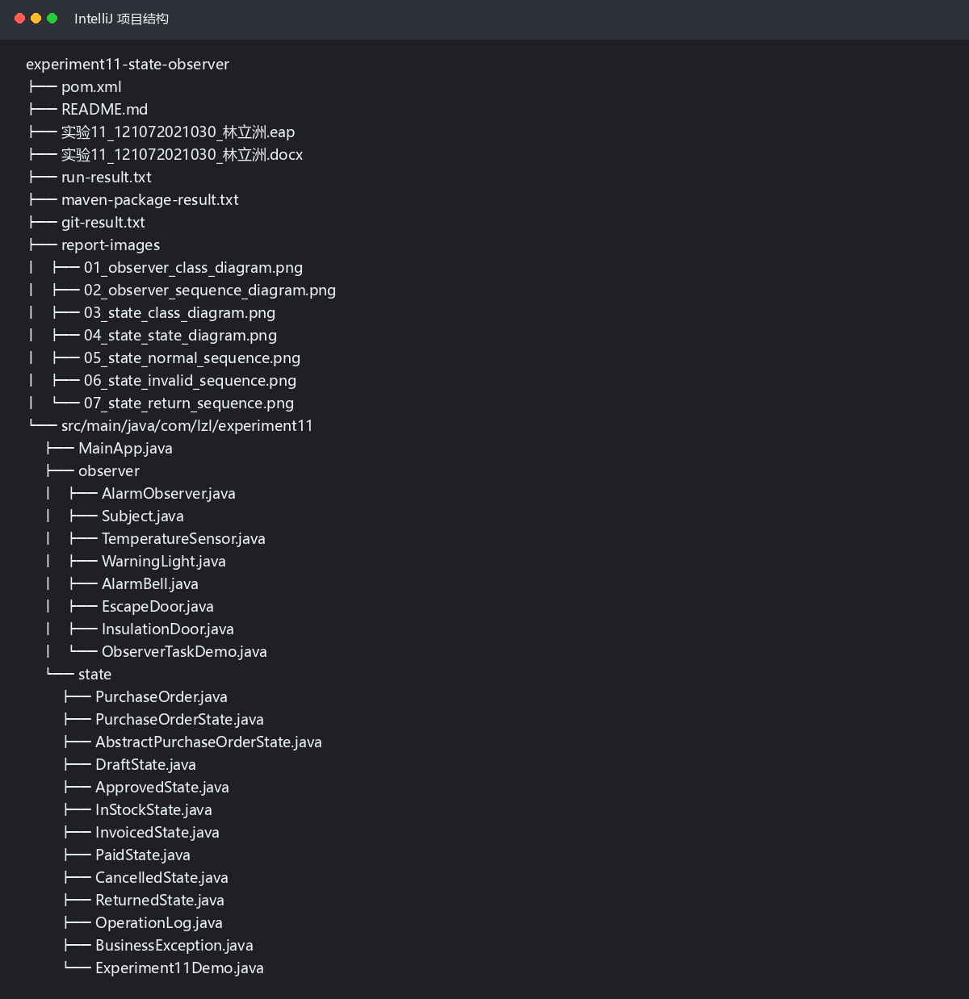 IntelliJ 项目结构
experiment11-state-observer
├── pom.xml
├── README.md
├── 实验11_121072021030_林立洲.eap
├── 实验11_121072021030_林立洲.docx
├── run-result.txt
├── maven-package-result.txt
├── git-result.txt
├── report-images
│   ├── 01_observer_class_diagram.png
│   ├── 02_observer_sequence_diagram.png
│   ├── 03_state_class_diagram.png
│   ├── 04_state_state_diagram.png
│   ├── 05_state_normal_sequence.png
│   ├── 06_state_invalid_sequence.png
│   └── 07_state_return_sequence.png
└── src/main/java/com/lzl/experiment11
    ├── MainApp.java
    ├── observer
    │   ├── AlarmObserver.java
    │   ├── Subject.java
    │   ├── TemperatureSensor.java
    │   ├── WarningLight.java
    │   ├── AlarmBell.java
    │   ├── EscapeDoor.java
    │   ├── InsulationDoor.java
    │   └── ObserverTaskDemo.java
    └── state
        ├── PurchaseOrder.java
        ├── PurchaseOrderState.java
        ├── AbstractPurchaseOrderState.java
        ├── DraftState.java
        ├── ApprovedState.java
        ├── InStockState.java
        ├── InvoicedState.java
        ├── PaidState.java
        ├── CancelledState.java
        ├── ReturnedState.java
        ├── OperationLog.java
        ├── BusinessException.java
        └── Experiment11Demo.java